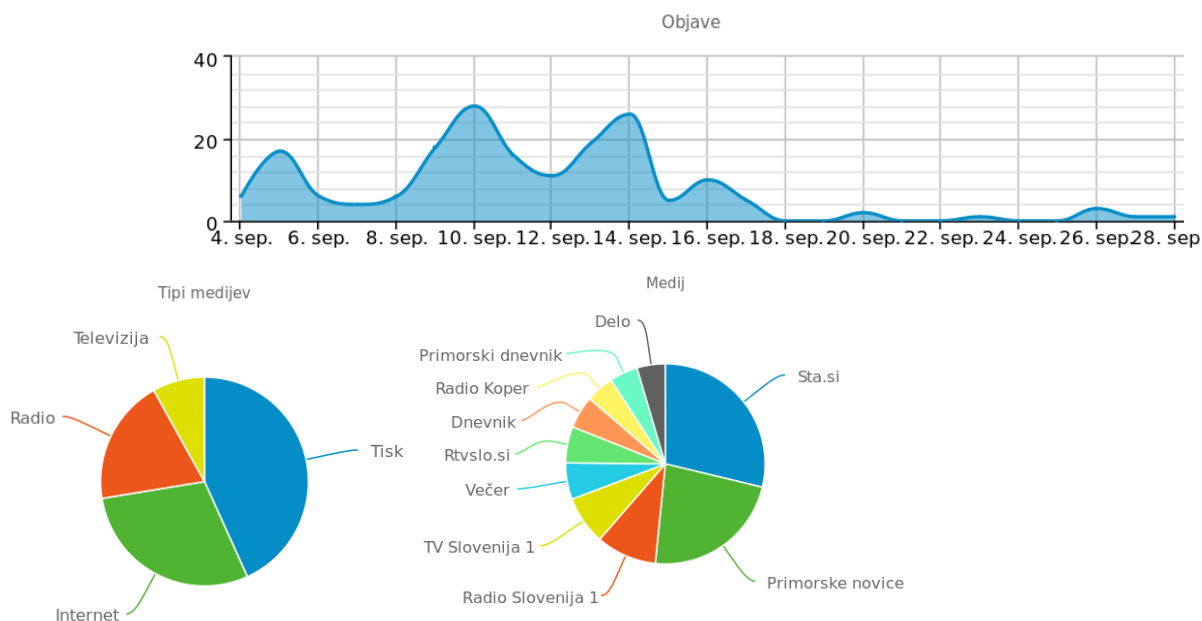 Objave
40
20
0
4. sep. 6. sep. 8. sep. 10. sep. 12. sep. 14. sep. 16. sep. 18. sep. 20. sep. 22. sep. 24. sep. 26. sep. 28. sep
Tipi medijev
Televizija
Radio
Tisk
Internet
Medij
Delo
Primorski dnevnik
Sta.si
Radio Koper
Dnevnik
Rtvslo.si
Večer
TV Slovenija 1
Primorske novice
Radio Slovenija 1